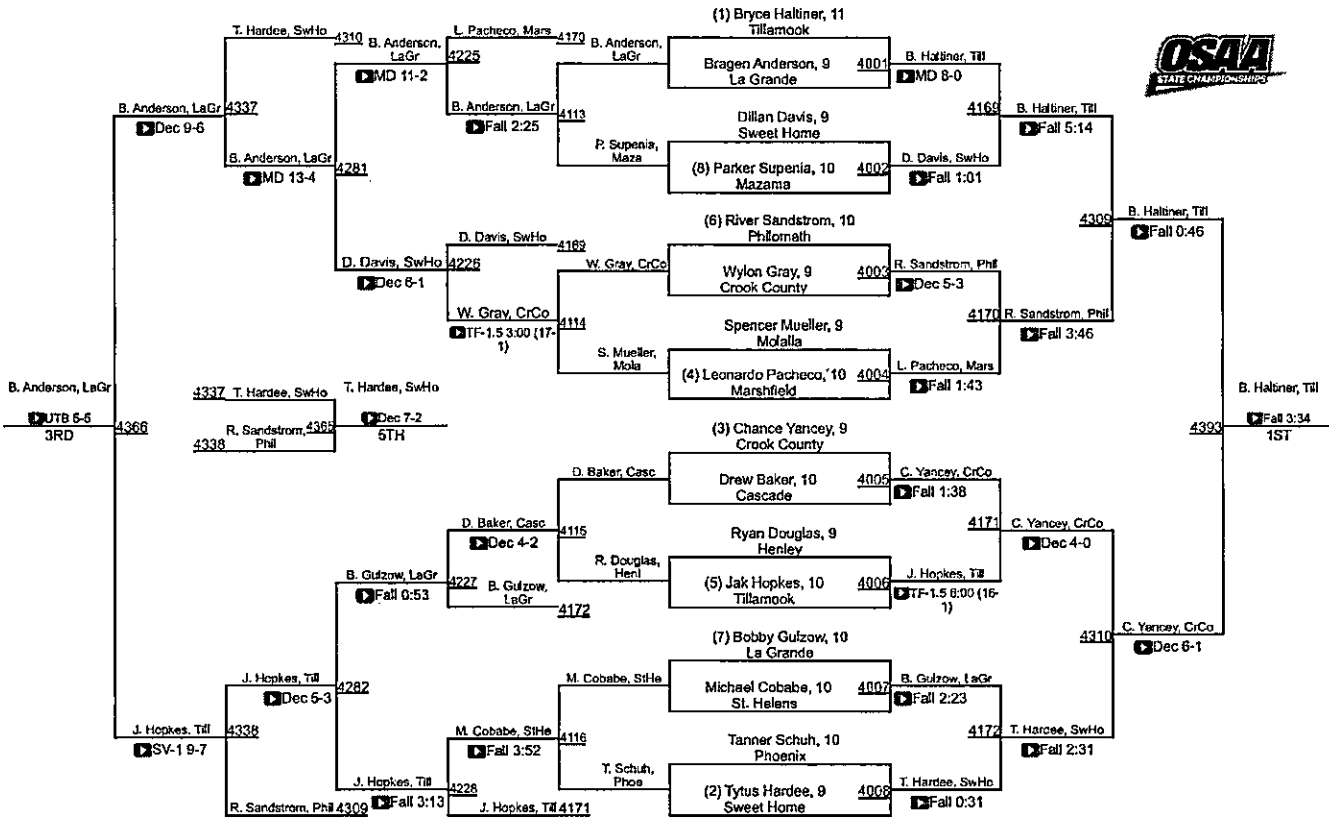 OSAA
STATE CHAMPIONSHIPS
(1) Bryce Haltiner, 11
Tillamook
Bragen Anderson, 9
La Grande
4001
Dillan Davis, 9
Sweet Home
(8) Parker Supenia, 10
Mazama
4002
(6) River Sandstrom, 10
Philomath
Wylon Gray, 9
Crook County
4003
Spencer Mueller, 9
Molalla
(4) Leonardo Pacheco, 10
Marshfield
4004
(3) Chance Yancey, 9
Crook County
Drew Baker, 10
Cascade
4005
Ryan Douglas, 9
Henley
(5) Jak Hopkes, 10
Tillamook
4006
(7) Bobby Gulzow, 10
La Grande
Michael Cobabe, 10
St. Helens
4007
Tanner Schuh, 10
Phoenix
(2) Tytus Hardee, 9
Sweet Home
4008
B. Haltiner, Till
MD 8-0
D. Davis, SwHo
Fall 1:01
R. Sandstrom, Phil
Dec 5-3
L. Pacheco, Mars
Fall 1:43
C. Yancey, CrCo
Fall 1:38
J. Hopkes, Till
TF-1.5 6:00 (16-
1)
B. Gulzow, LaGr
Fall 2:23
T. Hardee, SwHo
Fall 0:31
4169
B. Haltiner, Till
Fall 5:14
4170
R. Sandstrom, Phil
Fall 3:46
4171
C. Yancey, CrCo
Dec 4-0
4172
T. Hardee, SwHo
Fall 2:31
4309
B. Haltiner, Till
Fall 0:46
4310
C. Yancey, CrCo
Dec 6-1
4393
B. Haltiner, Till
Fall 3:34
1ST
B. Anderson,
LaGr
4113
P. Supenia,
Maza
W. Gray, CrCo
4114
S. Mueller,
Mola
D. Baker, Casc
4115
R. Douglas,
Henl
M. Cobabe, StHe
4116
T. Schuh,
Phoe
L. Pacheco, Mars
4170
4225
B. Anderson, LaGr
Fall 2:25
D. Davis, SwHo
4169
4226
W. Gray, CrCo
TF-1.5 3:00 (17-
1)
D. Baker, Casc
Dec 4-2
4227
B. Gulzow,
LaGr
4172
M. Cobabe, StHe
Fall 3:52
4228
J. Hopkes, Till
4171
B. Anderson,
LaGr
MD 11-2
4281
D. Davis, SwHo
Dec 6-1
B. Gulzow, LaGr
Fall 0:53
4282
J. Hopkes, Till
Fall 3:13
T. Hardee, SwHo
4310
4337
B. Anderson, LaGr
MD 13-4
J. Hopkes, Till
Dec 5-3
4338
R. Sandstrom, Phil
4309
B. Anderson, LaGr
Dec 9-6
4366
J. Hopkes, Till
SV-1 9-7
B. Anderson, LaGr
UTB 6-5
3RD
4337
T. Hardee, SwHo
4365
R. Sandstrom,
Phil
4338
T. Hardee, SwHo
Dec 7-2
5TH